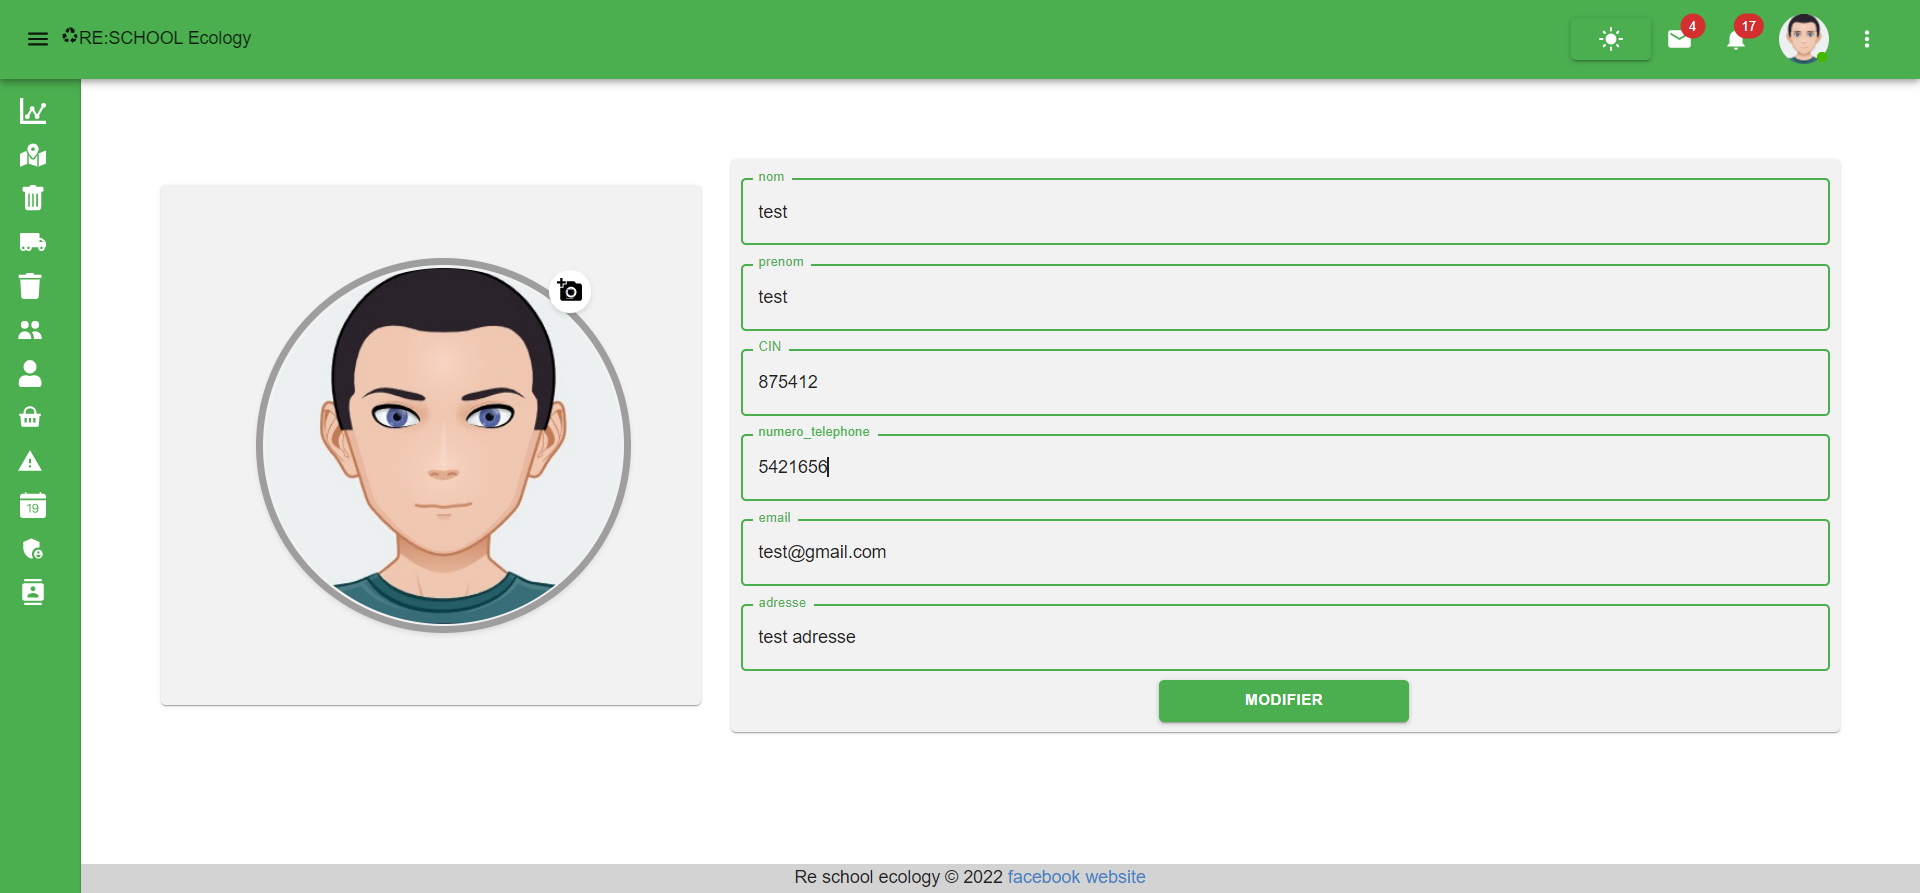 RE:SCHOOL Ecology
4
17
19
nom
test
prenom
test
CIN
875412
numero_telephone
5421656
email
test@gmail.com
adresse
test adresse
MODIFIER
Re school ecology © 2022 facebook website